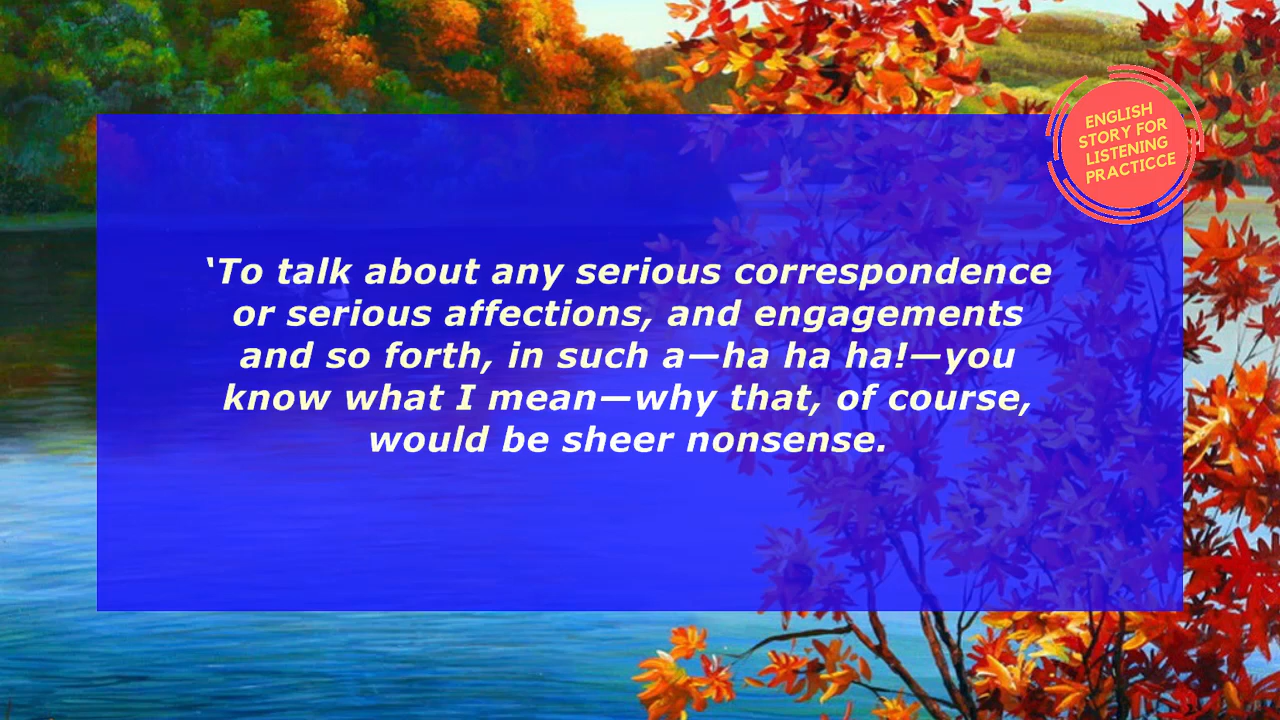 ENGLISH
STORY FOR
LISTENING
PRACTICCE
‘To talk about any serious correspondence
or serious affections, and engagements
and so forth, in such a—ha ha ha!—you
know what I mean—why that, of course,
would be sheer nonsense.